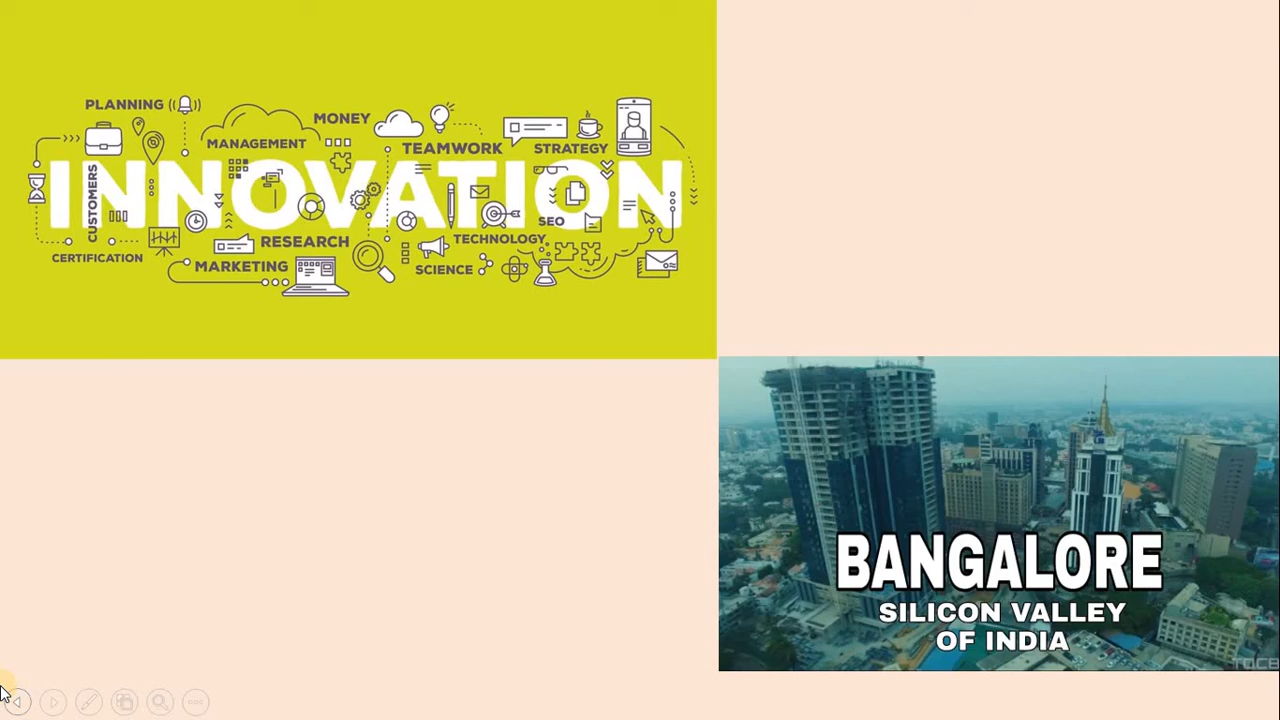 PLANNING
MONEY
MANAGEMENT
TEAMWORK
STRATEGY
INNOVATION
CUSTOMERS
SEO
RESEARCH
TECHNOLOGY
CERTIFICATION
MARKETING
SCIENCE
BANGALORE
SILICON VALLEY
OF INDIA